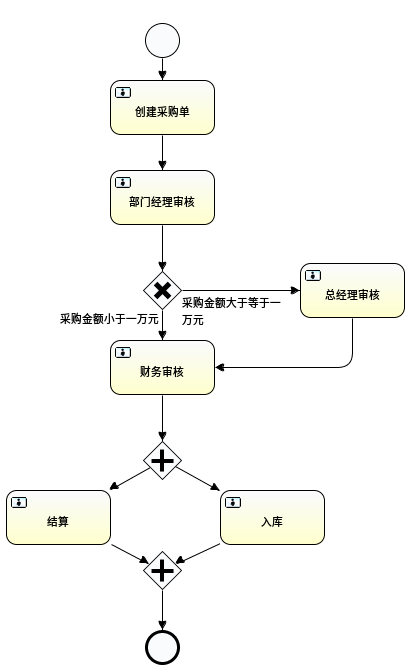 创建采购单
部门经理审核
采购金额大于等于一
万元
总经理审核
采购金额小于一万元
财务审核
结算
入库